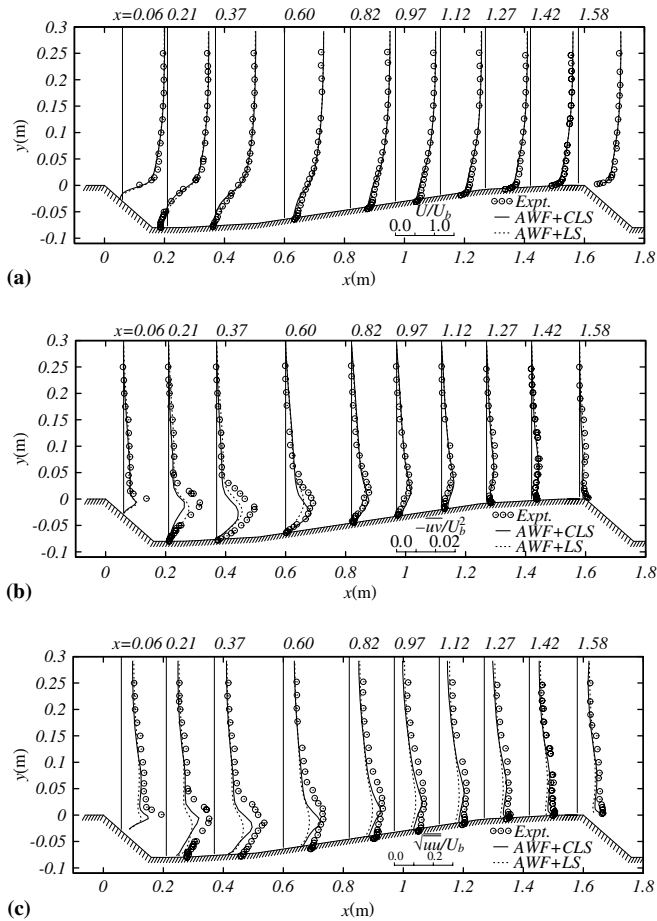 x=0.06 0.21 0.37 0.60 0.82 0.97 1.12 1.27 1.42 1.58
0.3
0.25
0.2
0.15
0.1
0.05
0
-0.05
-0.1
y(m)
U/U_b
0.0 1.0
Expt.
AWF+CLS
AWF+LS
0 0.2 0.4 0.6 0.8 1 1.2 1.4 1.6 1.8
x(m)
(a)
x=0.06 0.21 0.37 0.60 0.82 0.97 1.12 1.27 1.42 1.58
0.3
0.25
0.2
0.15
0.1
0.05
0
-0.05
-0.1
y(m)
−uv/U_b^2
0.0 0.02
Expt.
AWF+CLS
AWF+LS
0 0.2 0.4 0.6 0.8 1 1.2 1.4 1.6 1.8
x(m)
(b)
x=0.06 0.21 0.37 0.60 0.82 0.97 1.12 1.27 1.42 1.58
0.3
0.25
0.2
0.15
0.1
0.05
0
-0.05
-0.1
y(m)
√uu/U_b
0.0 0.2
Expt.
AWF+CLS
AWF+LS
0 0.2 0.4 0.6 0.8 1 1.2 1.4 1.6 1.8
x(m)
(c)